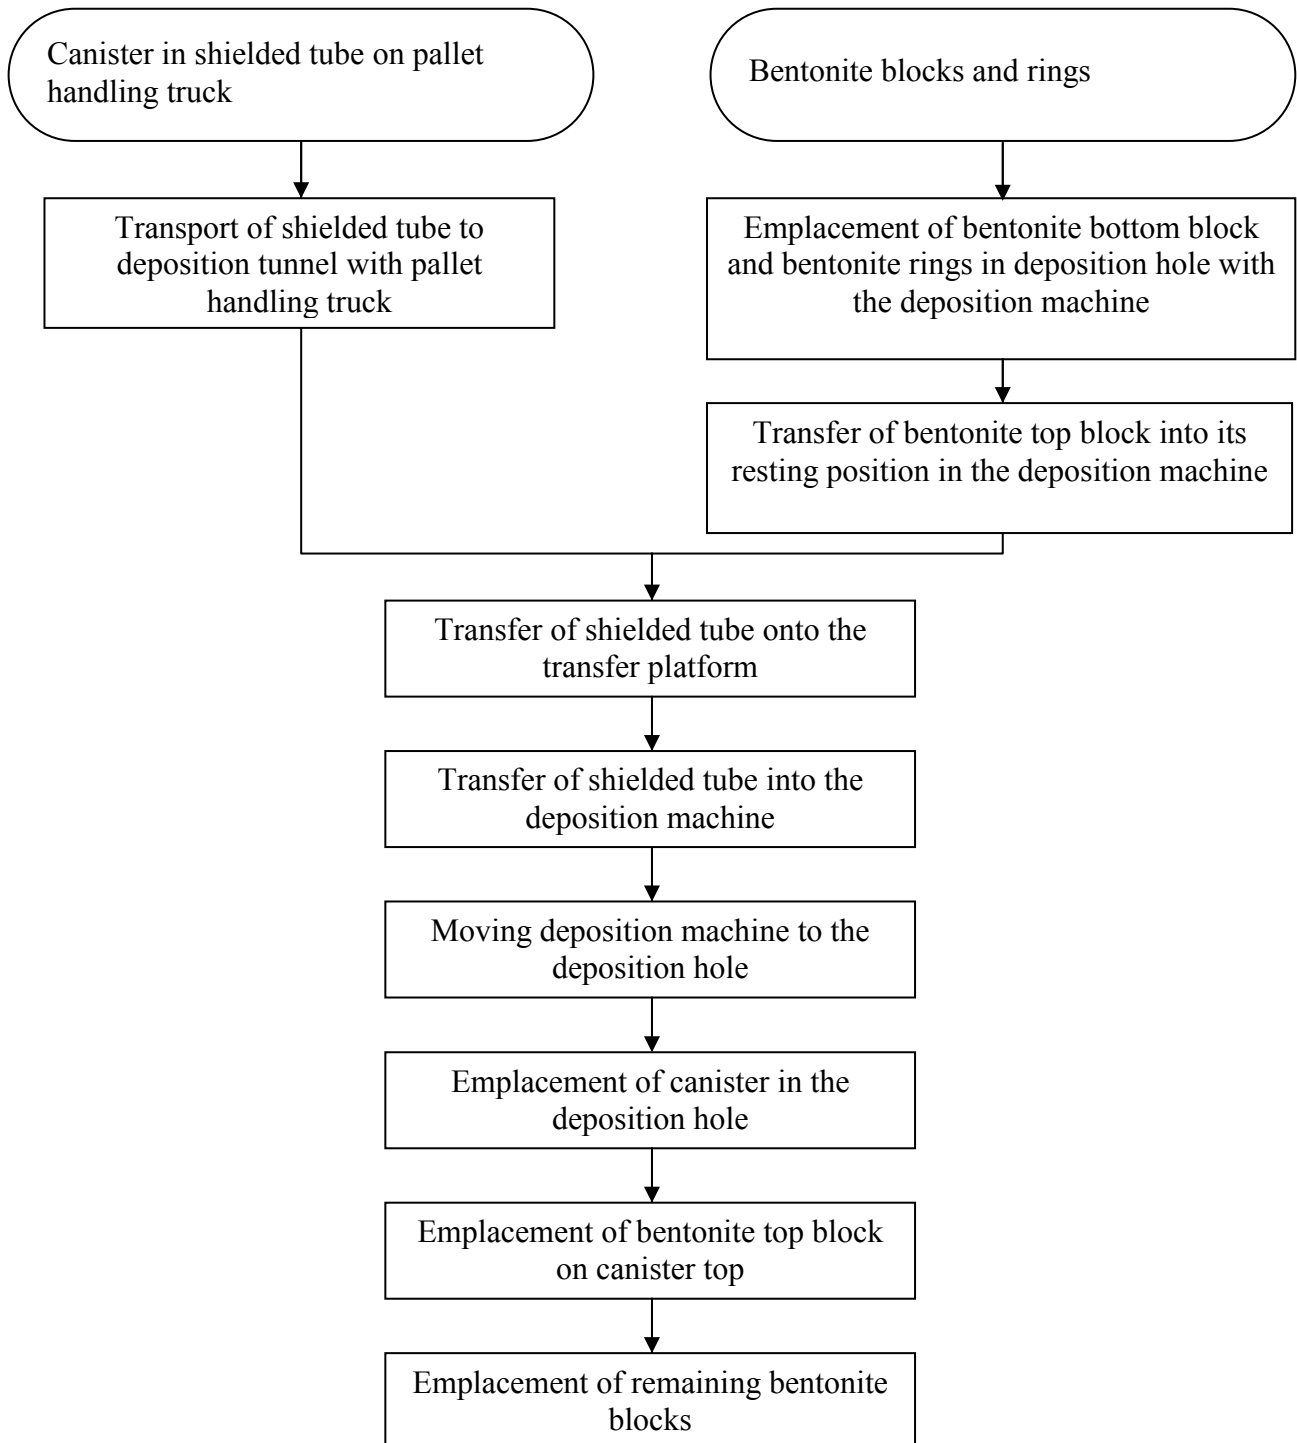 Canister in shielded tube on pallet
handling truck
Bentonite blocks and rings
Transport of shielded tube to
deposition tunnel with pallet
handling truck
Emplacement of bentonite bottom block
and bentonite rings in deposition hole with
the deposition machine
Transfer of bentonite top block into its
resting position in the deposition machine
Transfer of shielded tube onto the
transfer platform
Transfer of shielded tube into the
deposition machine
Moving deposition machine to the
deposition hole
Emplacement of canister in the
deposition hole
Emplacement of bentonite top block
on canister top
Emplacement of remaining bentonite
blocks